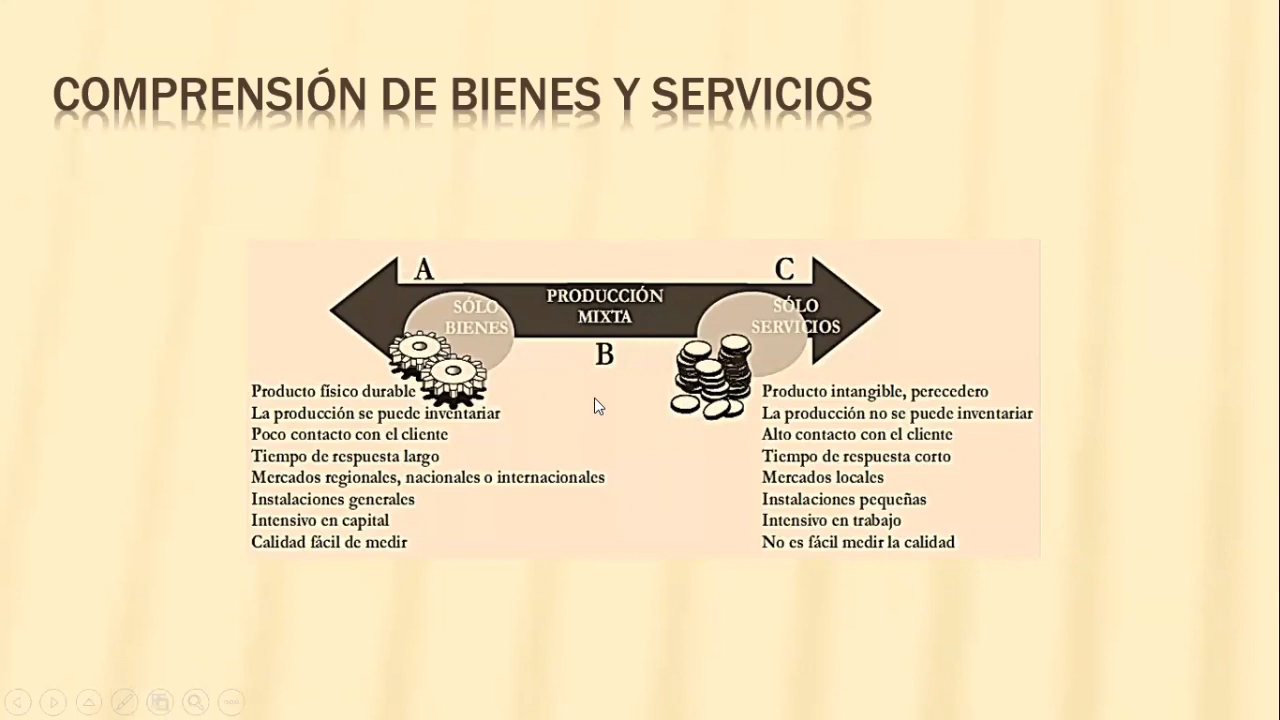 COMPRENSIÓN DE BIENES Y SERVICIOS
A
C
SÓLO
BIENES
PRODUCCIÓN
MIXTA
SÓLO
SERVICIOS
B
Producto físico durable
La producción se puede inventariar
Poco contacto con el cliente
Tiempo de respuesta largo
Mercados regionales, nacionales o internacionales
Instalaciones generales
Intensivo en capital
Calidad fácil de medir
Producto intangible, perecedero
La producción no se puede inventariar
Alto contacto con el cliente
Tiempo de respuesta corto
Mercados locales
Instalaciones pequeñas
Intensivo en trabajo
No es fácil medir la calidad